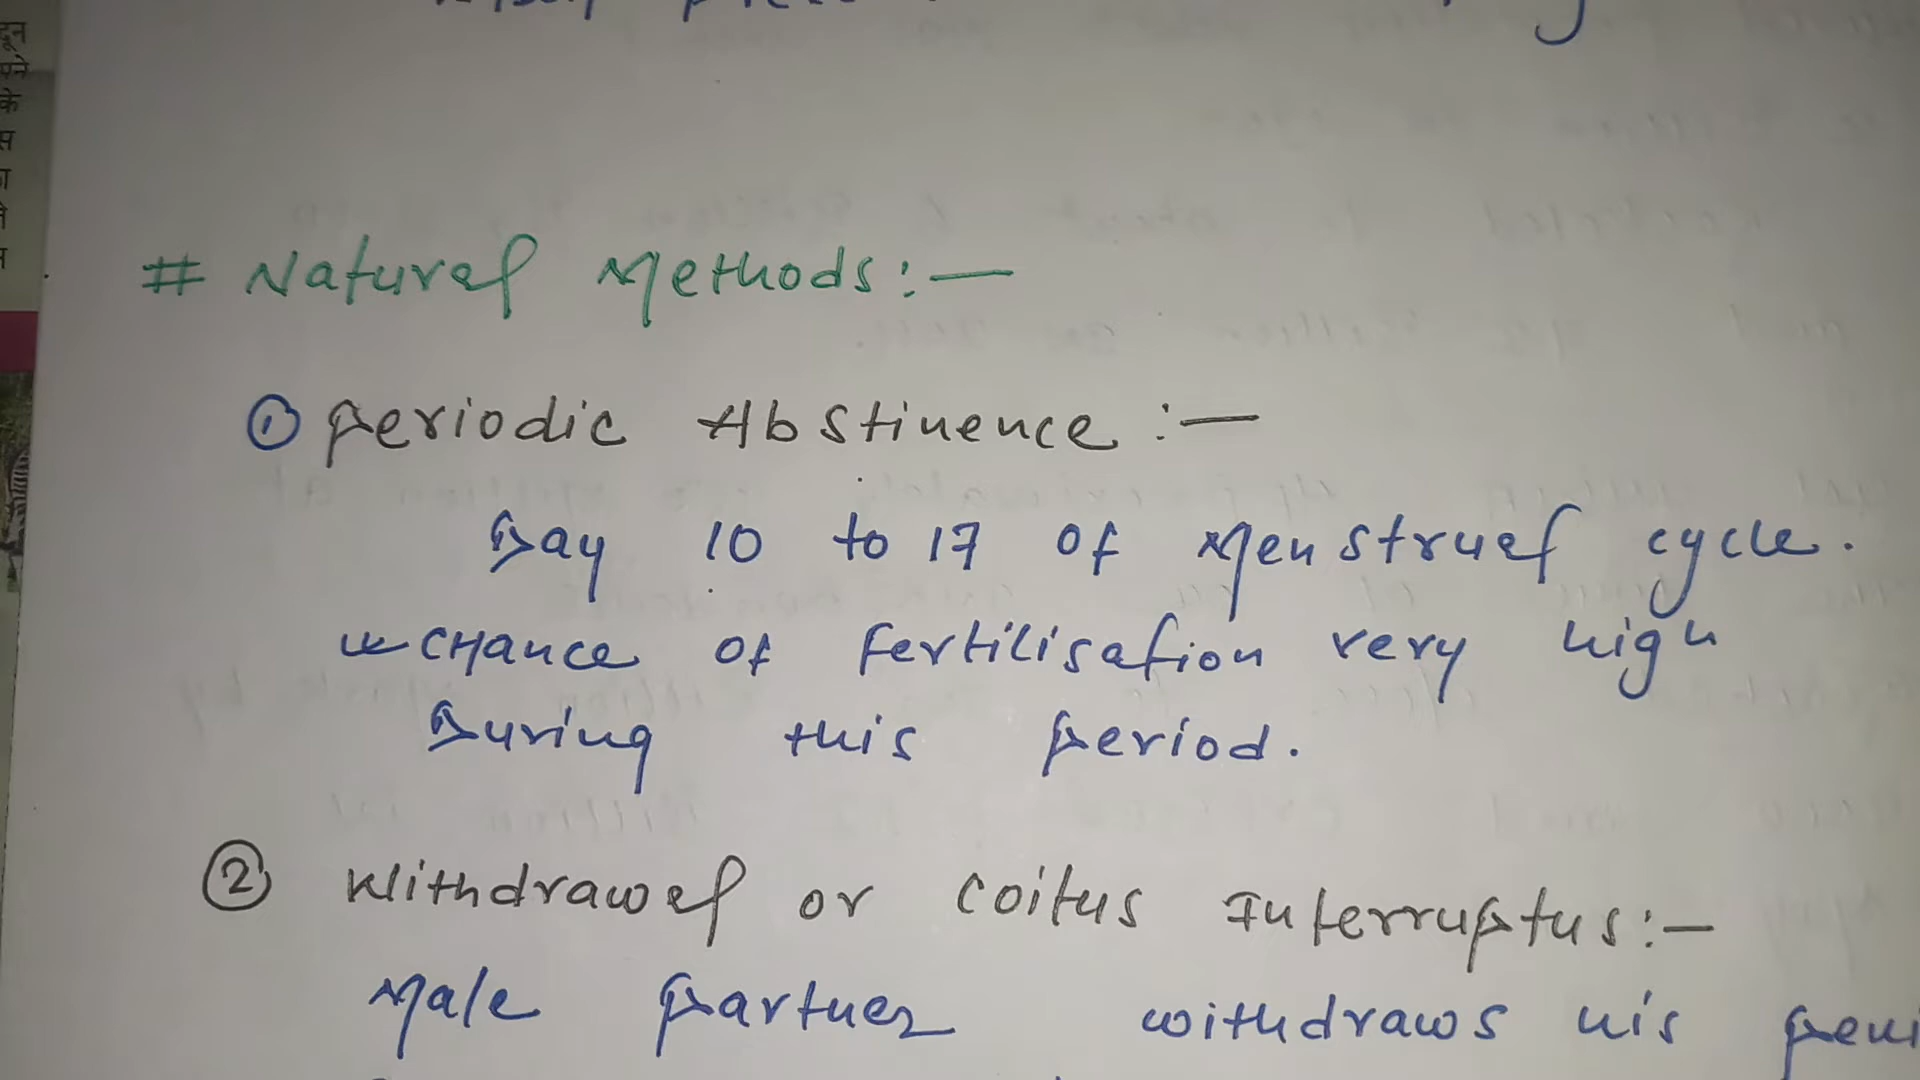 # Natural Methods:—
① Periodic Abstinence :—
Day 10 to 17 of Menstrual cycle.
Chance of Fertilisation very high
During this period.
② Withdrawal or Coitus Interruptus:—
Male Partner withdraws his